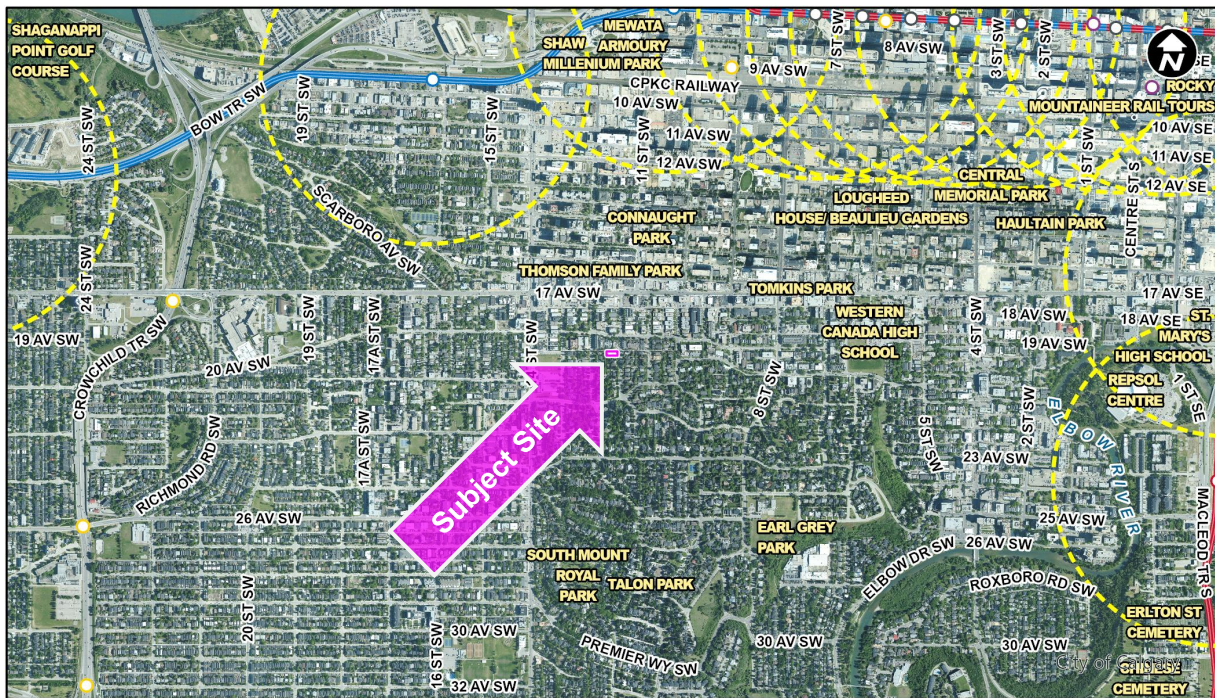 SHAGANAPPI
POINT GOLF
COURSE
MEWATA
ARMOURY
SHAW
MILLENIUM PARK
7 ST SW
8 AV SW
3 ST SW
2 ST SW
N
9 AV SW
CPKC RAILWAY
ROCKY
MOUNTAINEER RAIL TOURS
BOW TR SW
24 ST SW
19 ST SW
15 ST SW
10 AV SW
11 AV SW
12 AV SW
11 ST SW
10 AV SE
11 AV SE
12 AV SE
1 ST SW
CENTRE ST S
CENTRAL
MEMORIAL PARK
LOUGHEED
HOUSE/ BEAULIEU GARDENS
HAULTAIN PARK
CONNAUGHT
PARK
SCARBORO AV SW
THOMSON FAMILY PARK
24 ST SW
17 AV SW
TOMKINS PARK
17 AV SE
WESTERN
CANADA HIGH
SCHOOL
18 AV SW
18 AV SE
19 AV SW
ST.
MARY'S
HIGH SCHOOL
19 AV SW
CROWCHILD TR SW
20 AV SW
19 ST SW
17A ST SW
ST SW
4 ST SW
REPSOL
CENTRE
1 ST SE
8 ST SW
2 ST SW
ELBOW RIVER
5 ST SW
23 AV SW
Subject Site
17A ST SW
RICHMOND RD SW
26 AV SW
25 AV SW
26 AV SW
MACLEOD TR S
EARL GREY
PARK
ELBOW DR SW
ROXBORO RD SW
SOUTH MOUNT
ROYAL
PARK
TALON PARK
20 ST SW
16 ST SW
30 AV SW
32 AV SW
PREMIER WY SW
30 AV SW
30 AV SW
ERLTON ST
CEMETERY
City of Calgary
CHINESE
CEMETERY